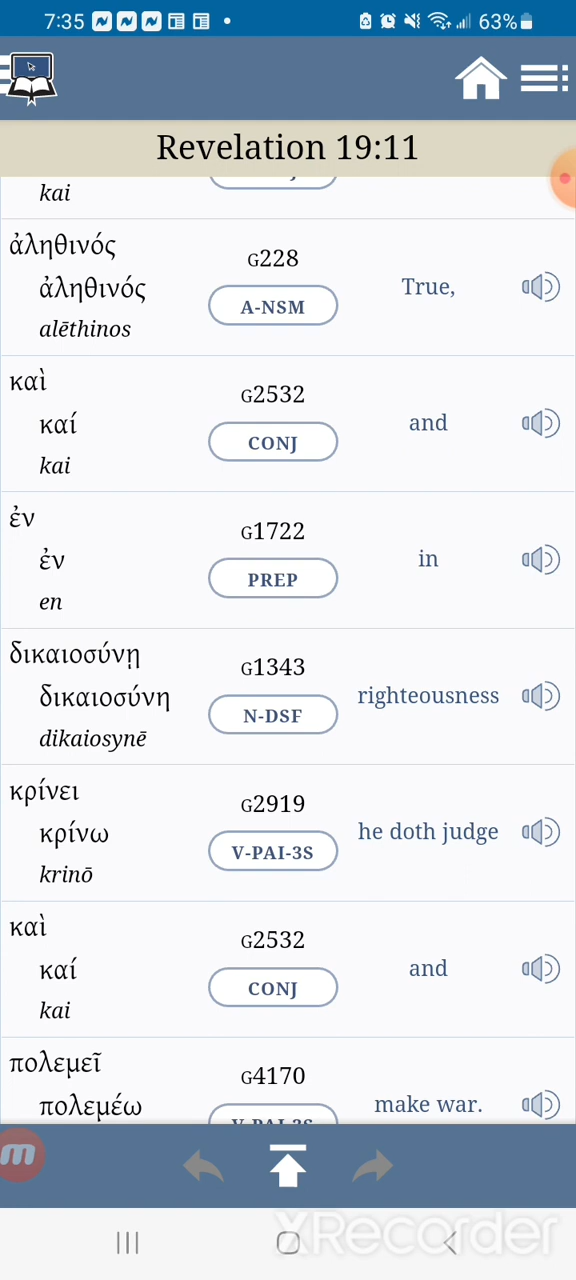 7:35 63%
Revelation 19:11
kai
ἀληθινός
G228
ἀληθινός
True,
A-NSM
alēthinos
καὶ
G2532
καί
and
CONJ
kai
ἐν
G1722
ἐν
in
PREP
en
δικαιοσύνῃ
G1343
δικαιοσύνη
righteousness
N-DSF
dikaiosynē
κρίνει
G2919
κρίνω
he doth judge
V-PAI-3S
krinō
καὶ
G2532
καί
and
CONJ
kai
πολεμεῖ
G4170
πολεμέω
make war.
V-PAI-3S
XRecorder